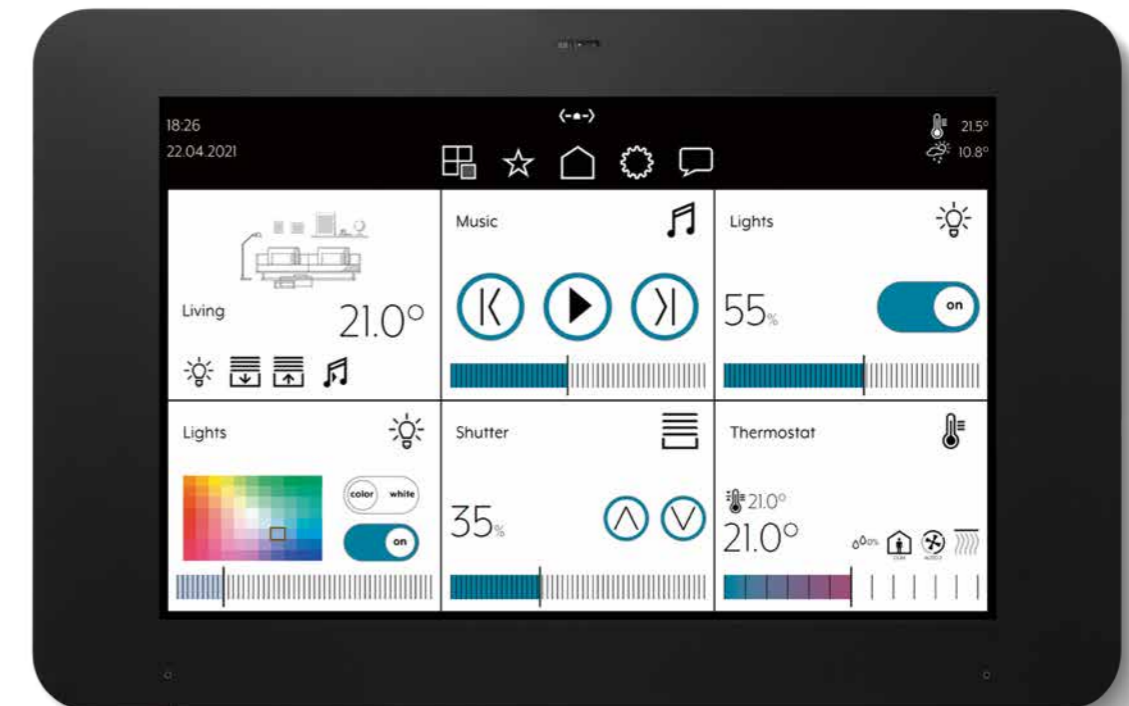 18:26
22.04.2021
21.5°
10.8°
Living
21.0°
Music
Lights
55%
on
Lights
color white
on
Shutter
35%
Thermostat
21.0°
21.0°